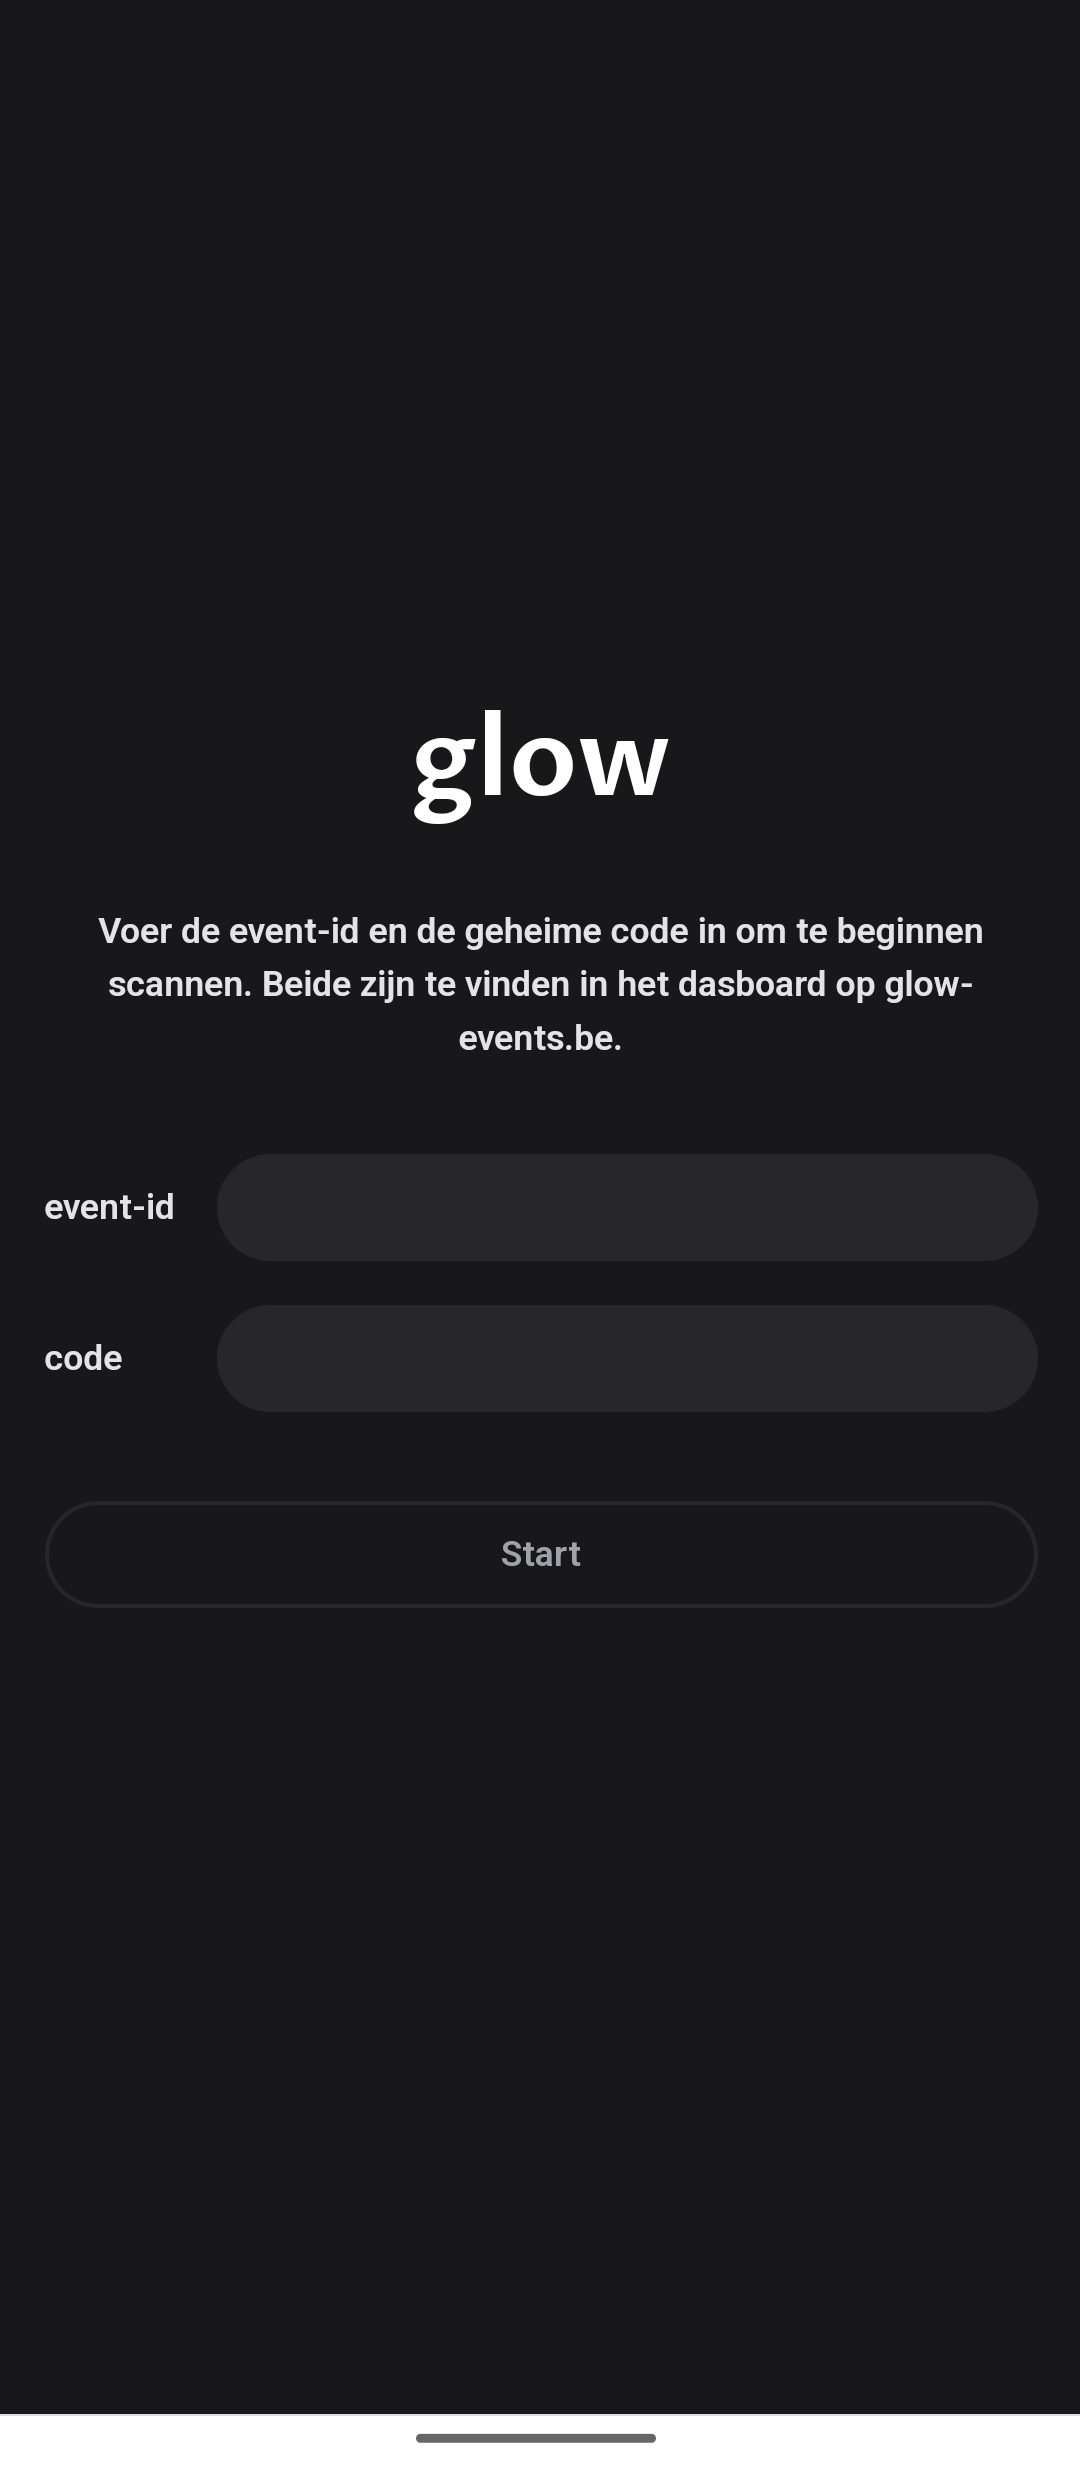 glow
Voer de event-id en de geheime code in om te beginnen
scannen. Beide zijn te vinden in het dasboard op glow-
events.be.
event-id
code
Start